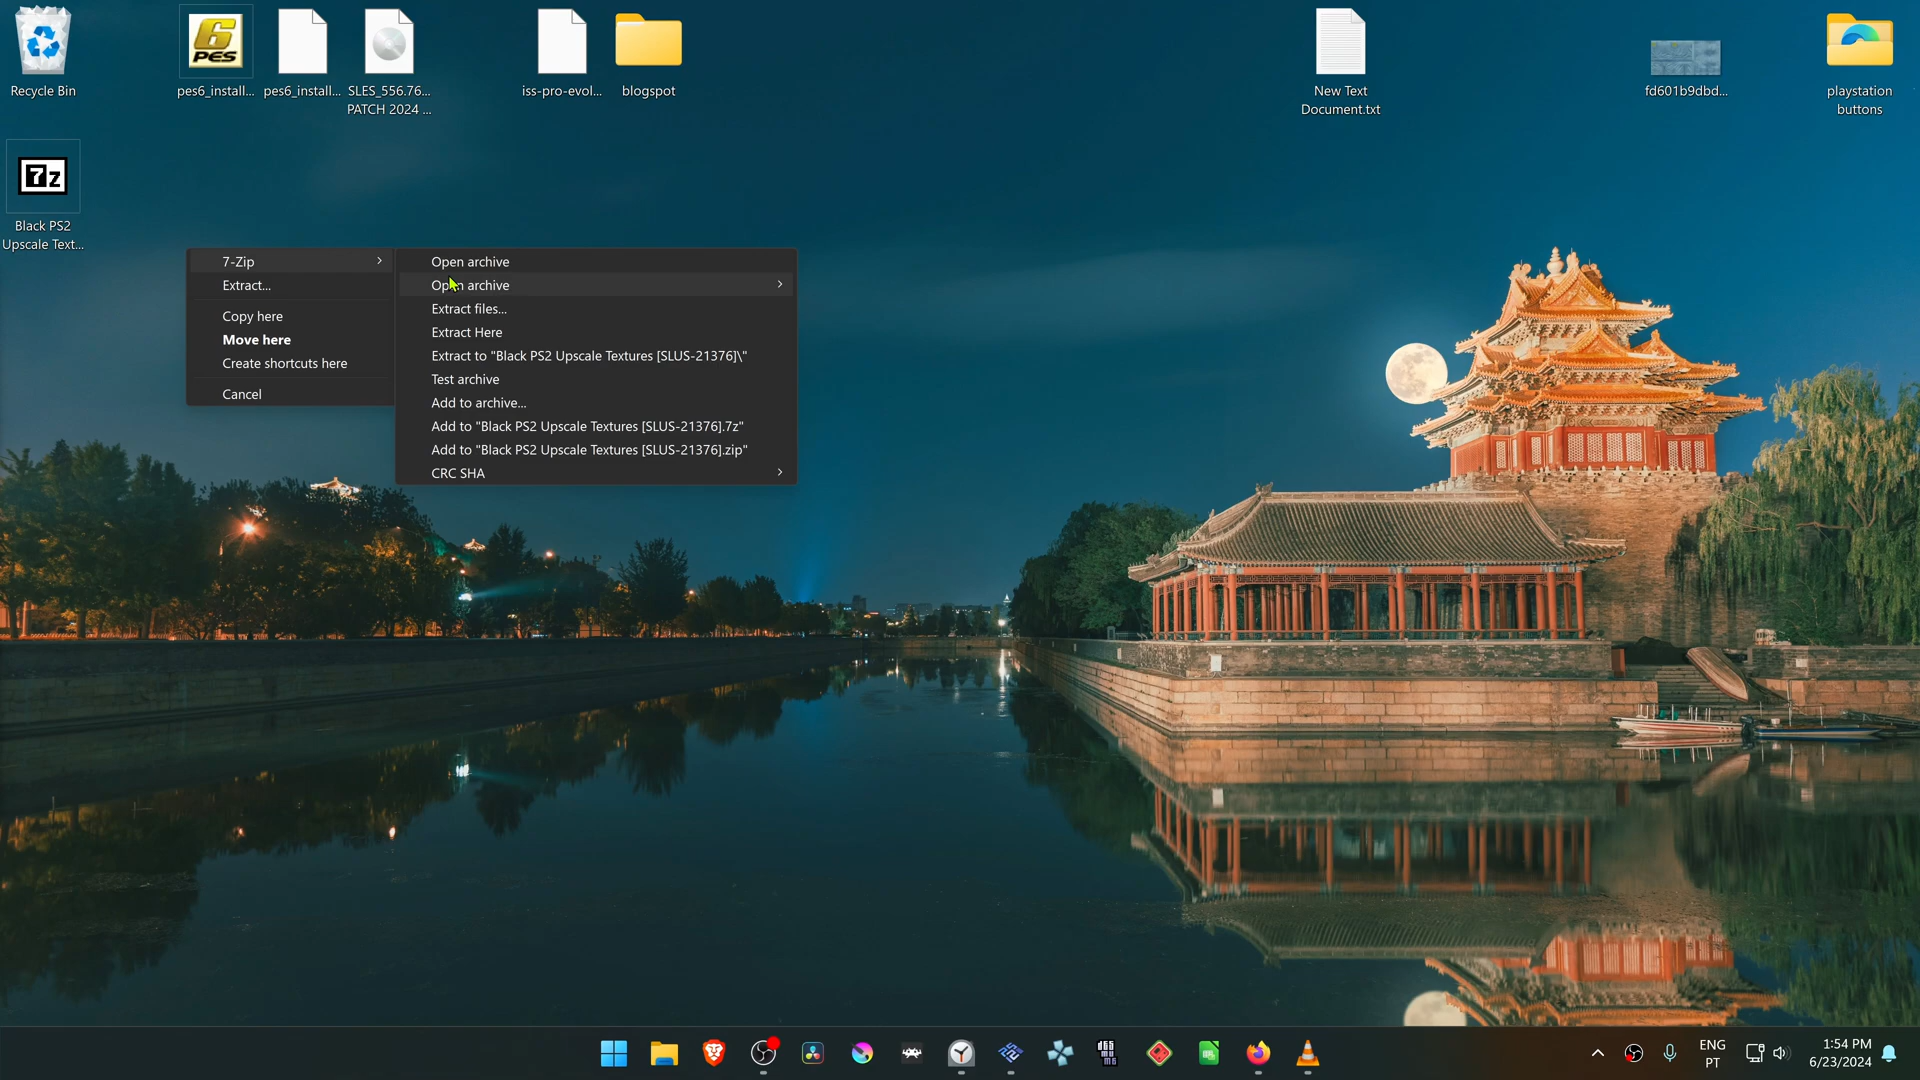 Recycle Bin
6
PES
pes6_install...
pes6_install...
SLES_556.76...
PATCH 2024 ...
iss-pro-evol...
blogspot
New Text
Document.txt
fd601b9dbd...
playstation
buttons
7z
Black PS2
Upscale Text...
7-Zip
Extract...
Copy here
Move here
Create shortcuts here
Cancel
Open archive
Open archive
Extract files...
Extract Here
Extract to "Black PS2 Upscale Textures [SLUS-21376]\"
Test archive
Add to archive...
Add to "Black PS2 Upscale Textures [SLUS-21376].7z"
Add to "Black PS2 Upscale Textures [SLUS-21376].zip"
CRC SHA
ENG
PT
1:54 PM
6/23/2024